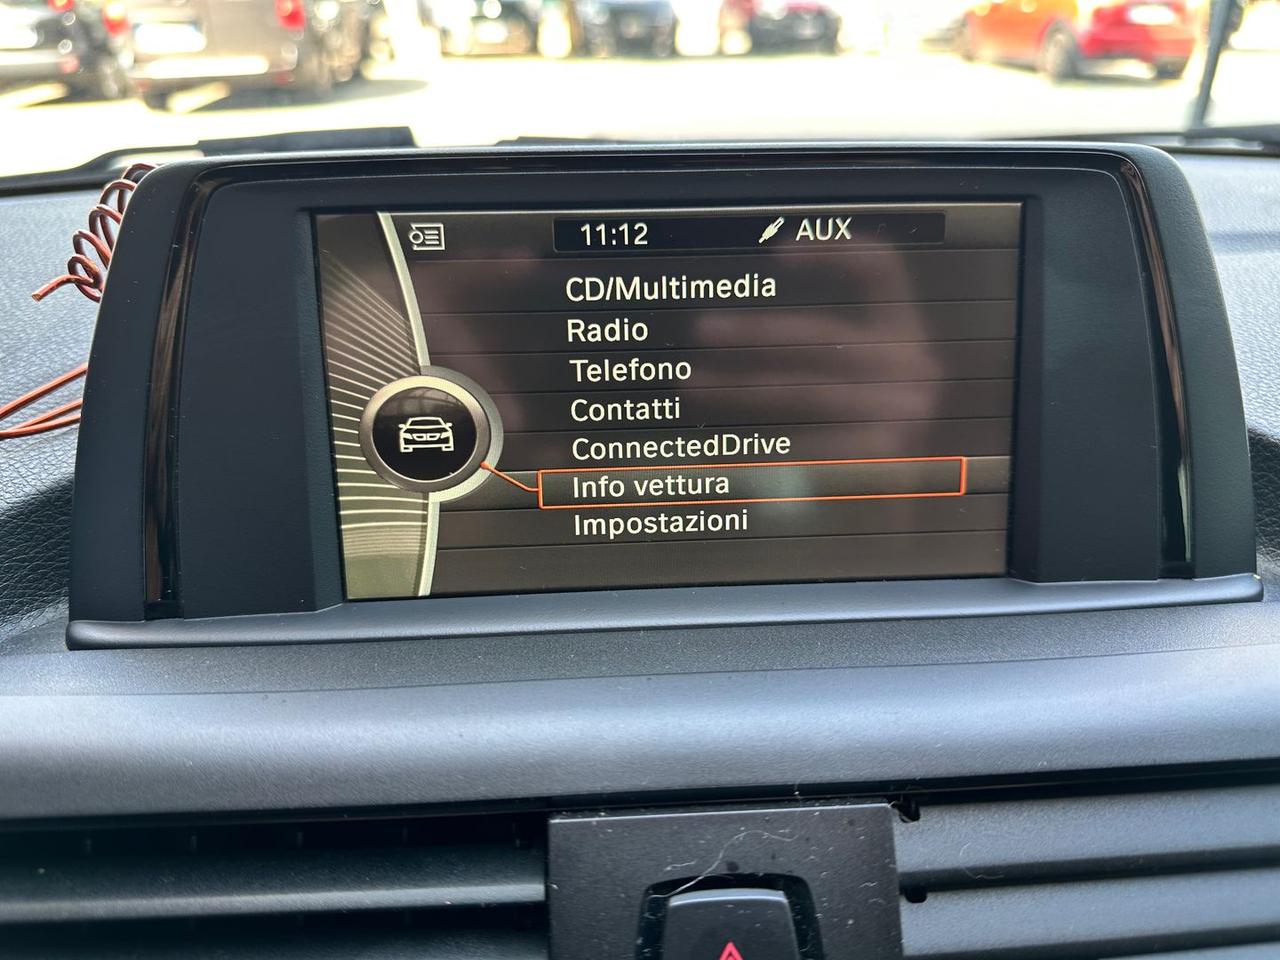 11:12 AUX
CD/Multimedia
Radio
Telefono
Contatti
ConnectedDrive
Info vettura
Impostazioni